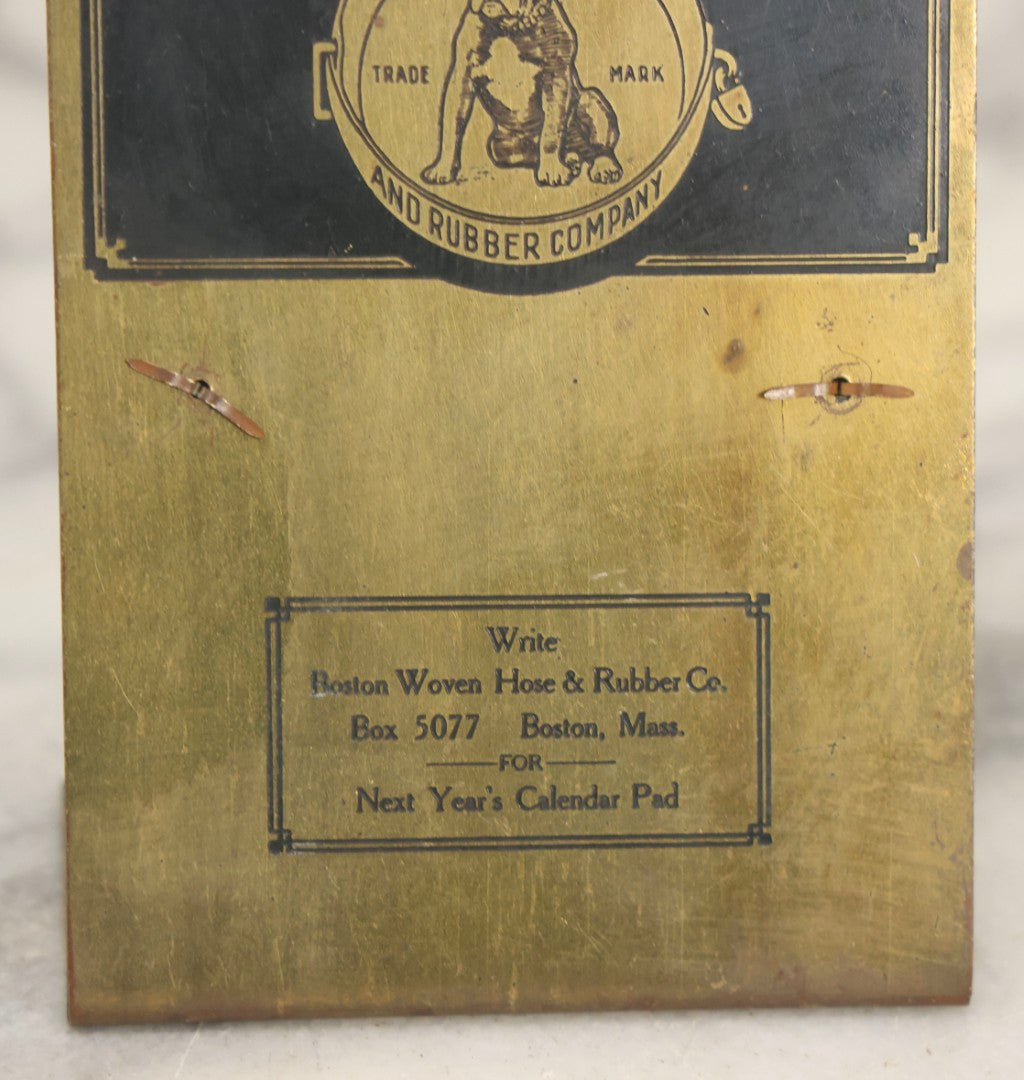 TRADE MARK
AND RUBBER COMPANY
Write
Boston Woven Hose & Rubber Co.
Box 5077 Boston, Mass.
FOR
Next Year's Calendar Pad